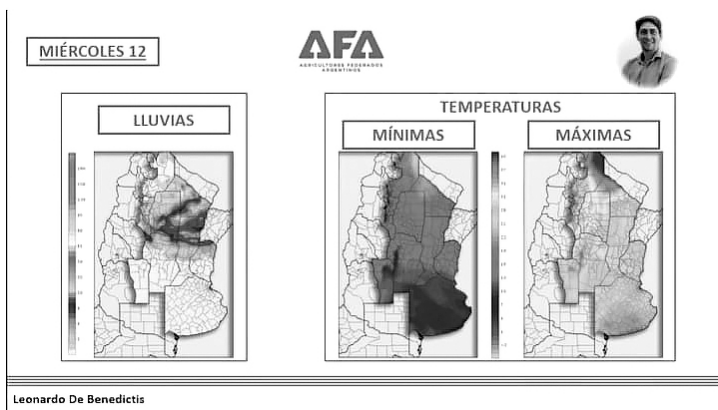 MIÉRCOLES 12
AFA
AGRICULTORES FEDERADOS
ARGENTINOS
TEMPERATURAS
LLUVIAS
MÍNIMAS
MÁXIMAS
Leonardo De Benedictis